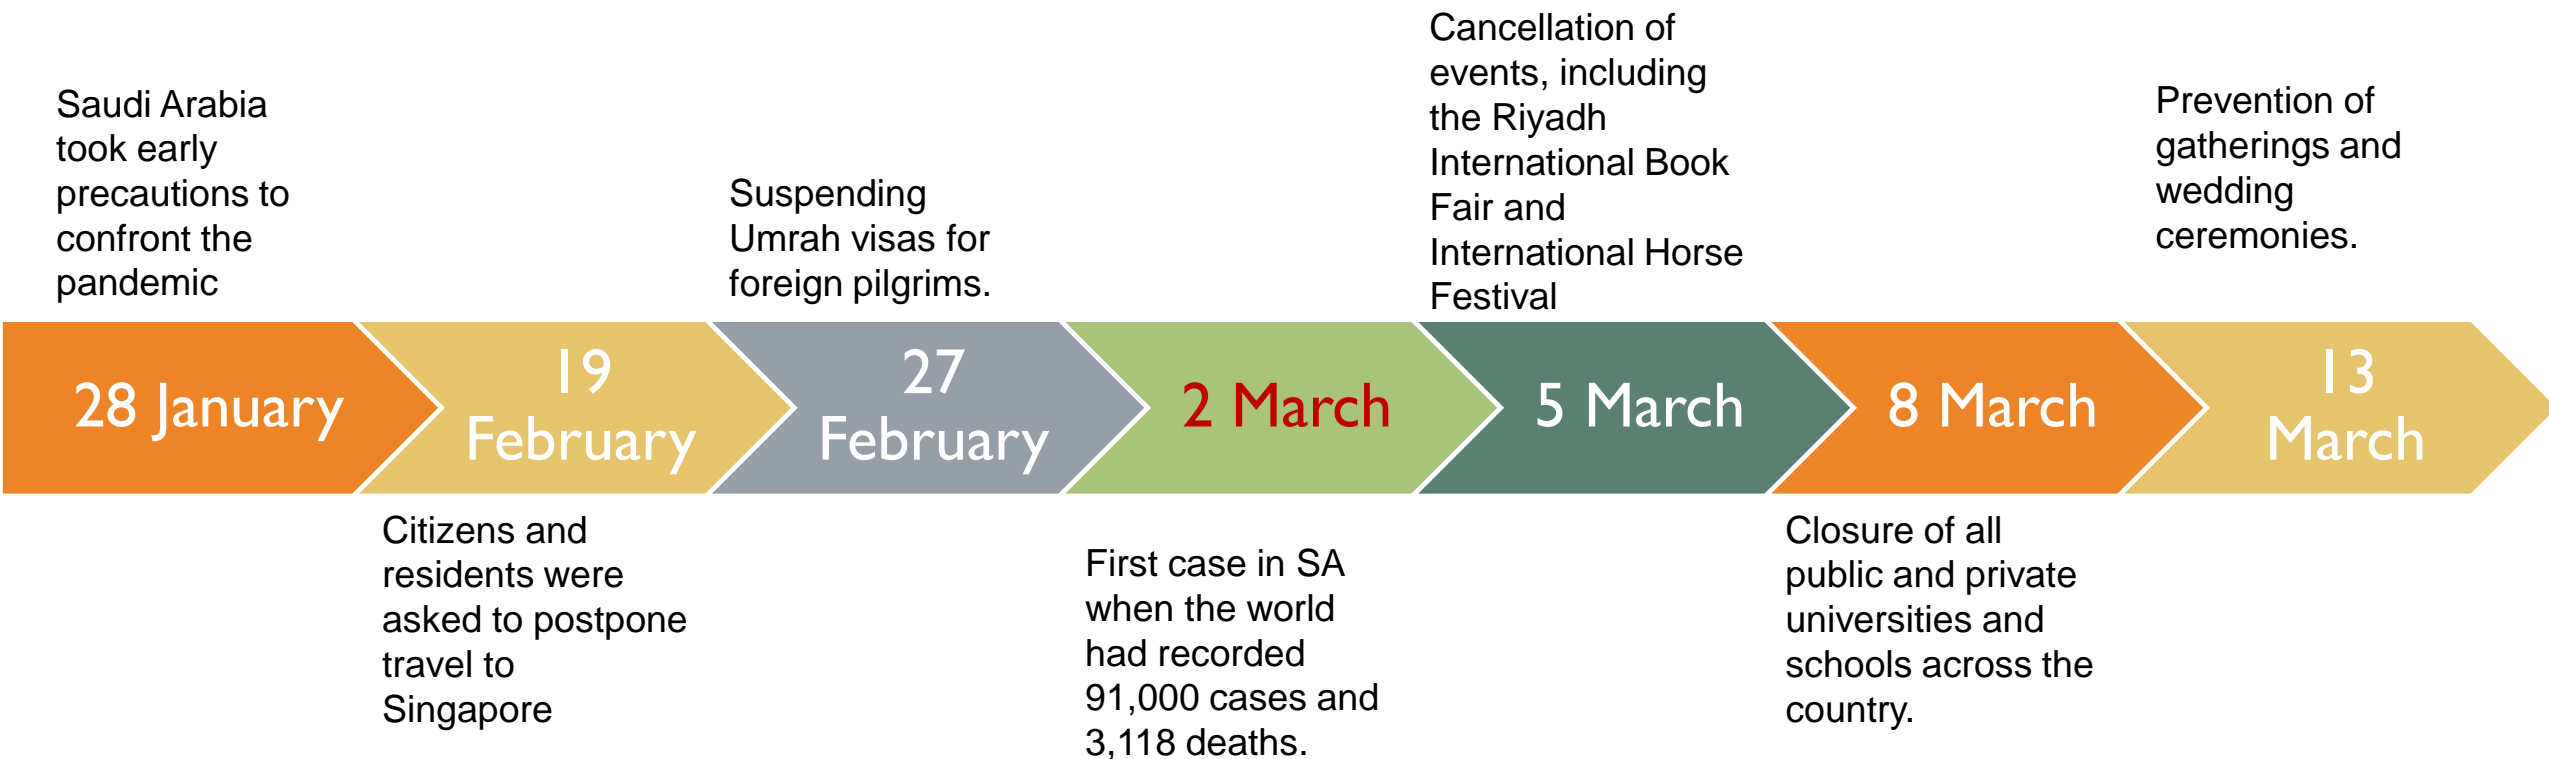 Saudi Arabia
took early
precautions to
confront the
pandemic
28 January
19
February
Citizens and
residents were
asked to postpone
travel to
Singapore
Suspending
Umrah visas for
foreign pilgrims.
27
February
2 March
First case in SA
when the world
had recorded
91,000 cases and
3,118 deaths.
Cancellation of
events, including
the Riyadh
International Book
Fair and
International Horse
Festival
5 March
8 March
Closure of all
public and private
universities and
schools across the
country.
Prevention of
gatherings and
wedding
ceremonies.
13
March